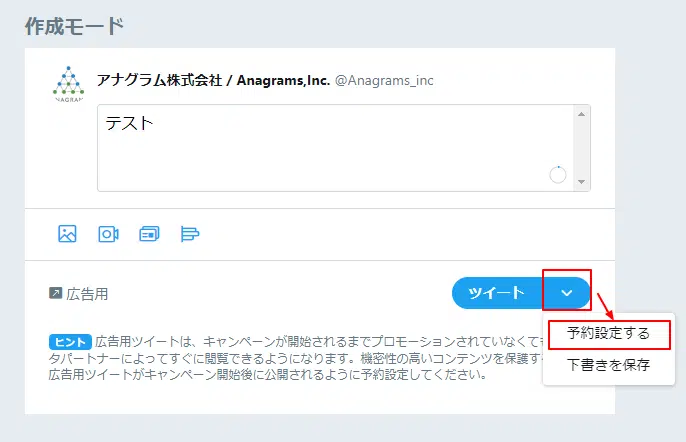 作成モード
アナグラム株式会社 / Anagrams,Inc. @Anagrams_inc
NAGRAM
テスト
広告用
ツイート
予約設定する
下書きを保存
ヒント 広告用ツイートは、キャンペーンが開始されるまでプロモーションされていなくても
タパートナーによってすぐに閲覧できるようになります。機密性の高いコンテンツを保護す
広告用ツイートがキャンペーン開始後に公開されるように予約設定してください。